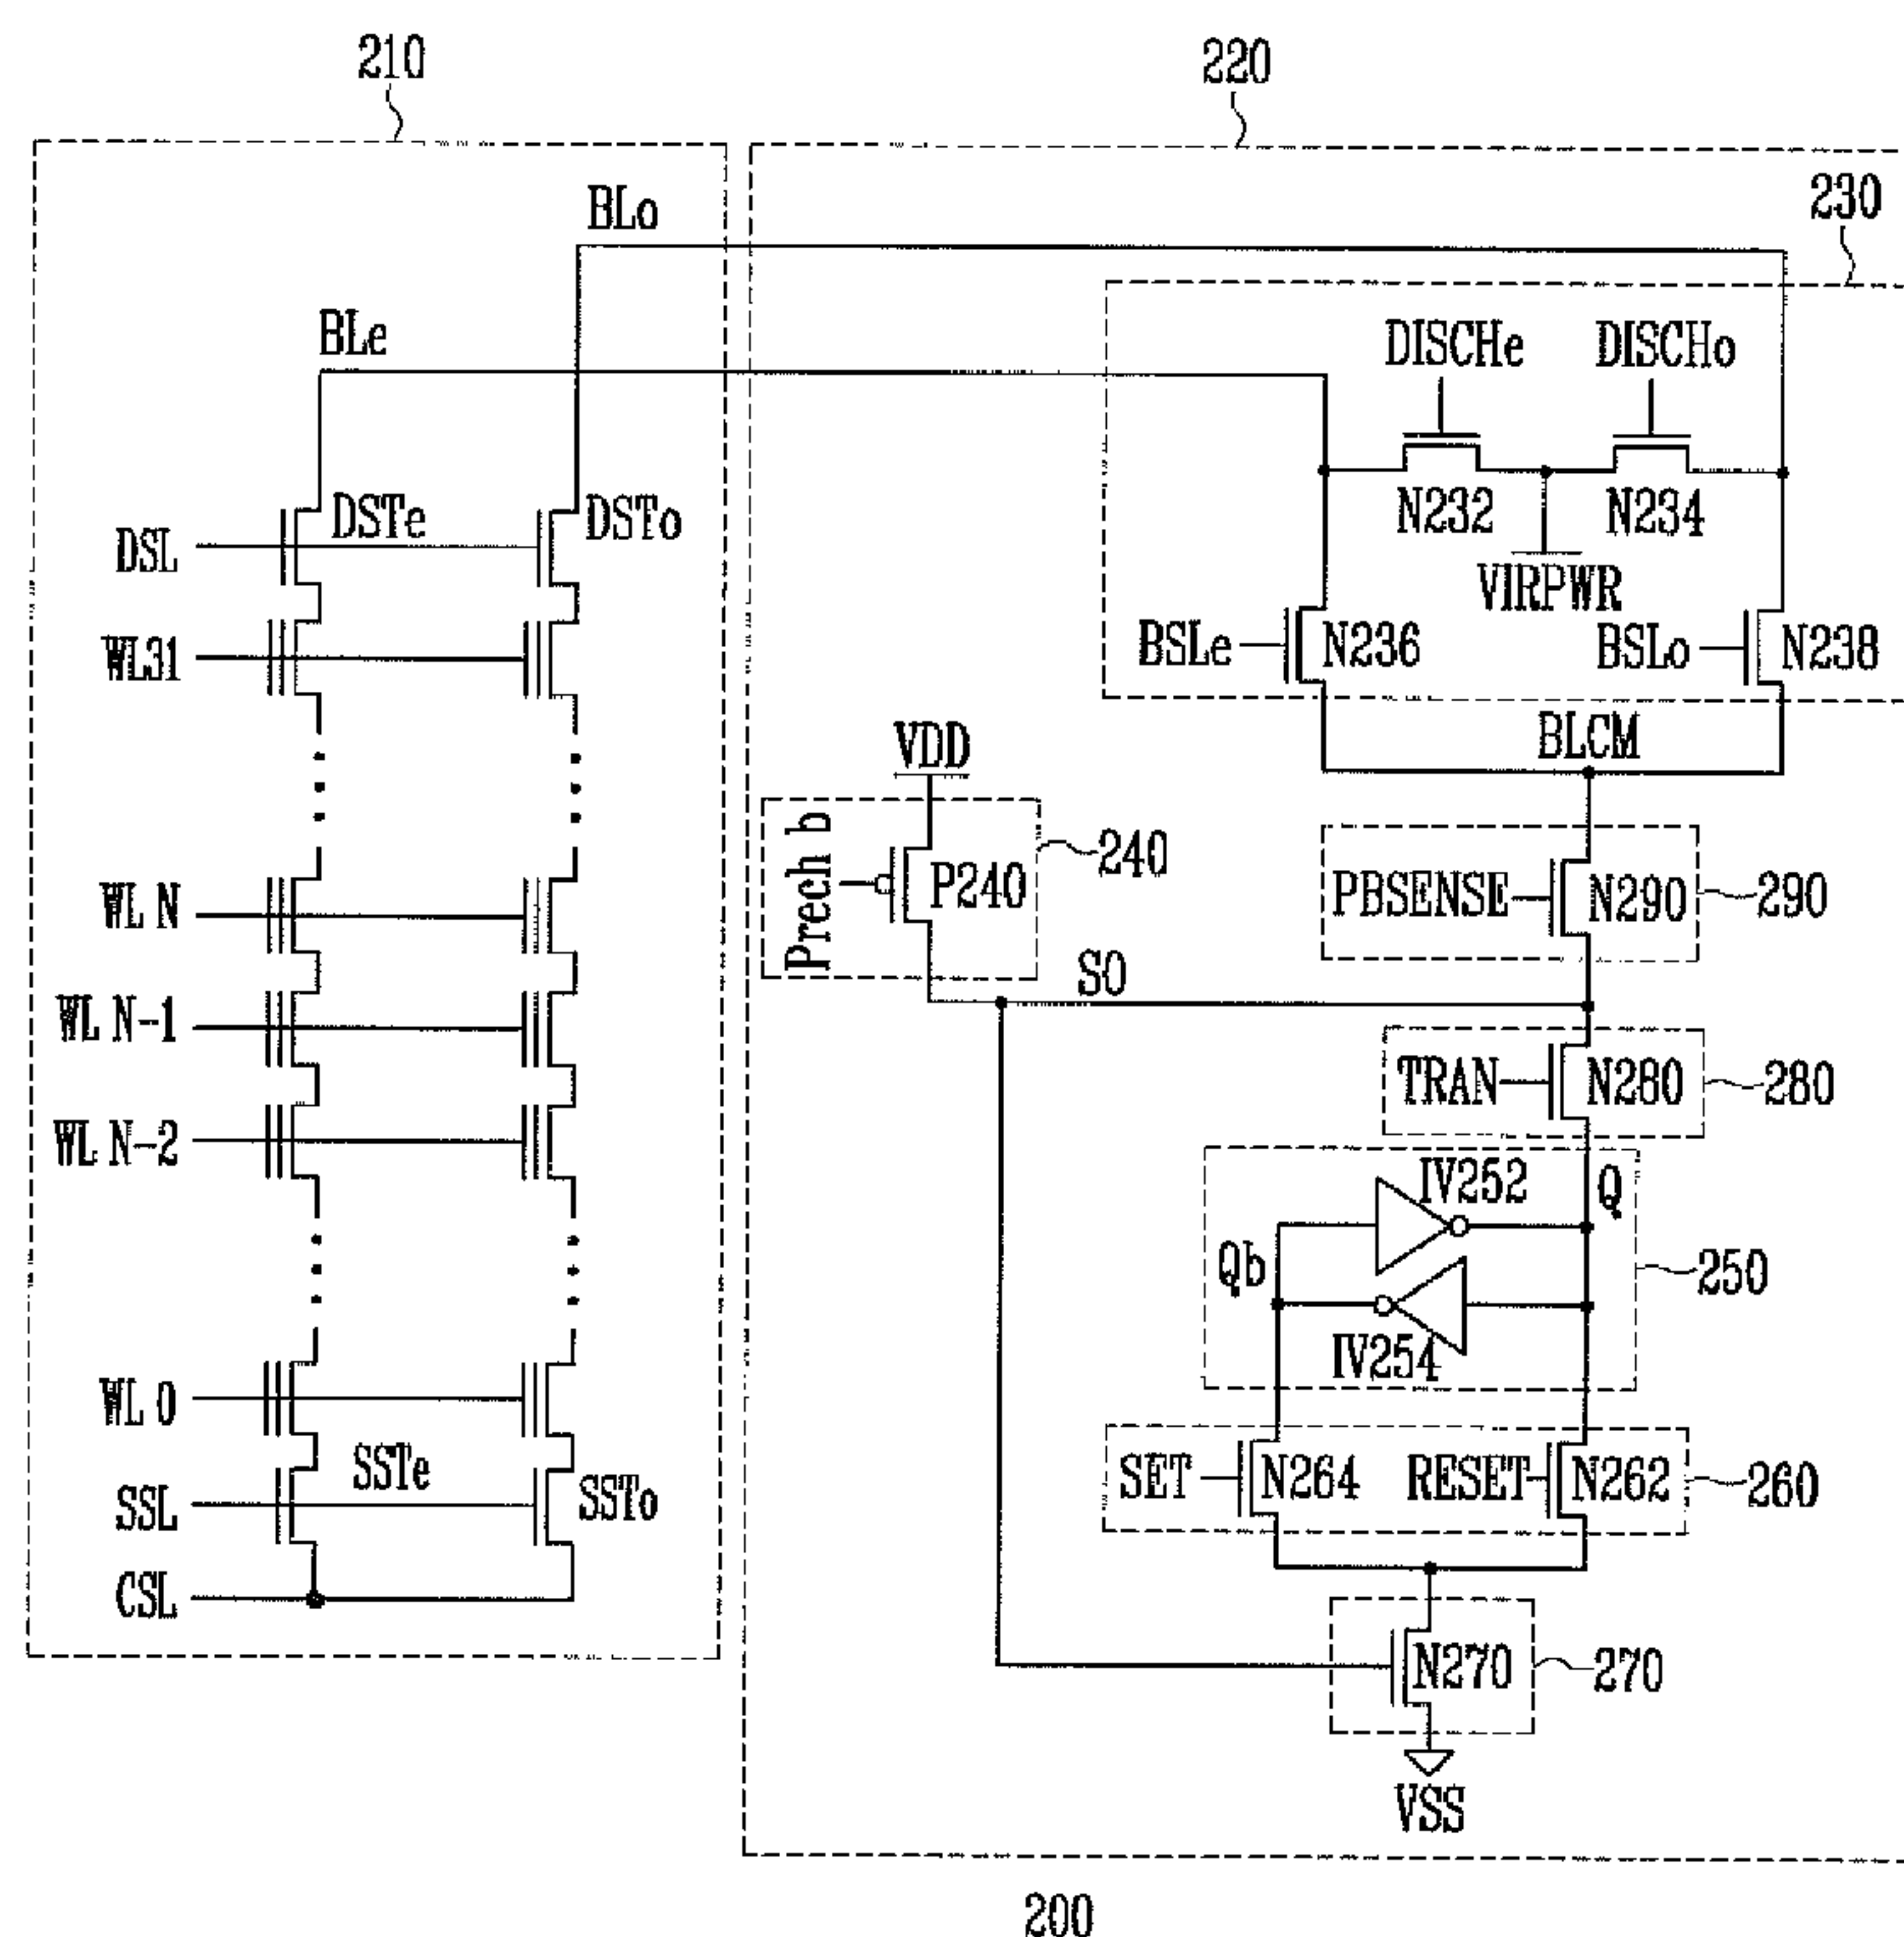 210
220
230
BLo
BLe
DISCHe
DISCHo
DSL
DSTe
DSTo
N232
N234
VIRPWR
WL31
BSLe
N236
BSLo
N238
BLCM
VDD
Prech b
P240
240
PBSENSE
N290
290
WL N
SO
WL N-1
TRAN
N280
280
WL N-2
IV252
Q
Qb
250
IV254
WL 0
SSTe
SET
N264
RESET
N262
260
SSL
SSTo
CSL
N270
270
VSS
200